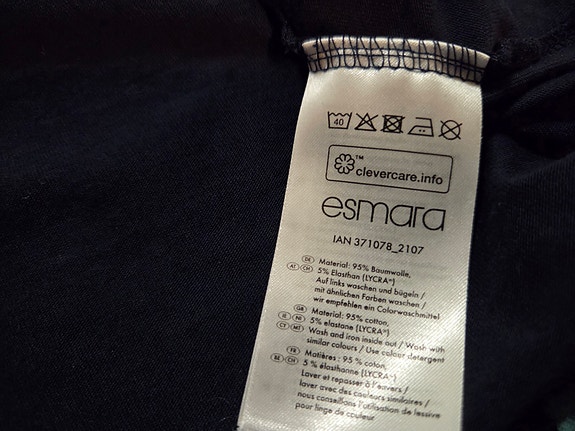 40
™
clevercare.info
esmara
IAN 371078_2107
DE Material: 95% Baumwolle,
AT CH 5% Elasthan (LYCRA®)
Auf links waschen und bügeln /
mit ähnlichen Farben waschen /
wir empfehlen ein Colorwaschmittel
GB Material: 95% cotton,
IE NI 5% elastane (LYCRA®)
CY MT Wash and iron inside out / Wash with
similar colours / Use colour detergent
FR Matières : 95 % coton,
BE CH 5 % élasthanne (LYCRA®)
Laver et repasser à l'envers /
laver avec des couleurs similaires /
nous conseillons l'utilisation de lessive
pour linge de couleur